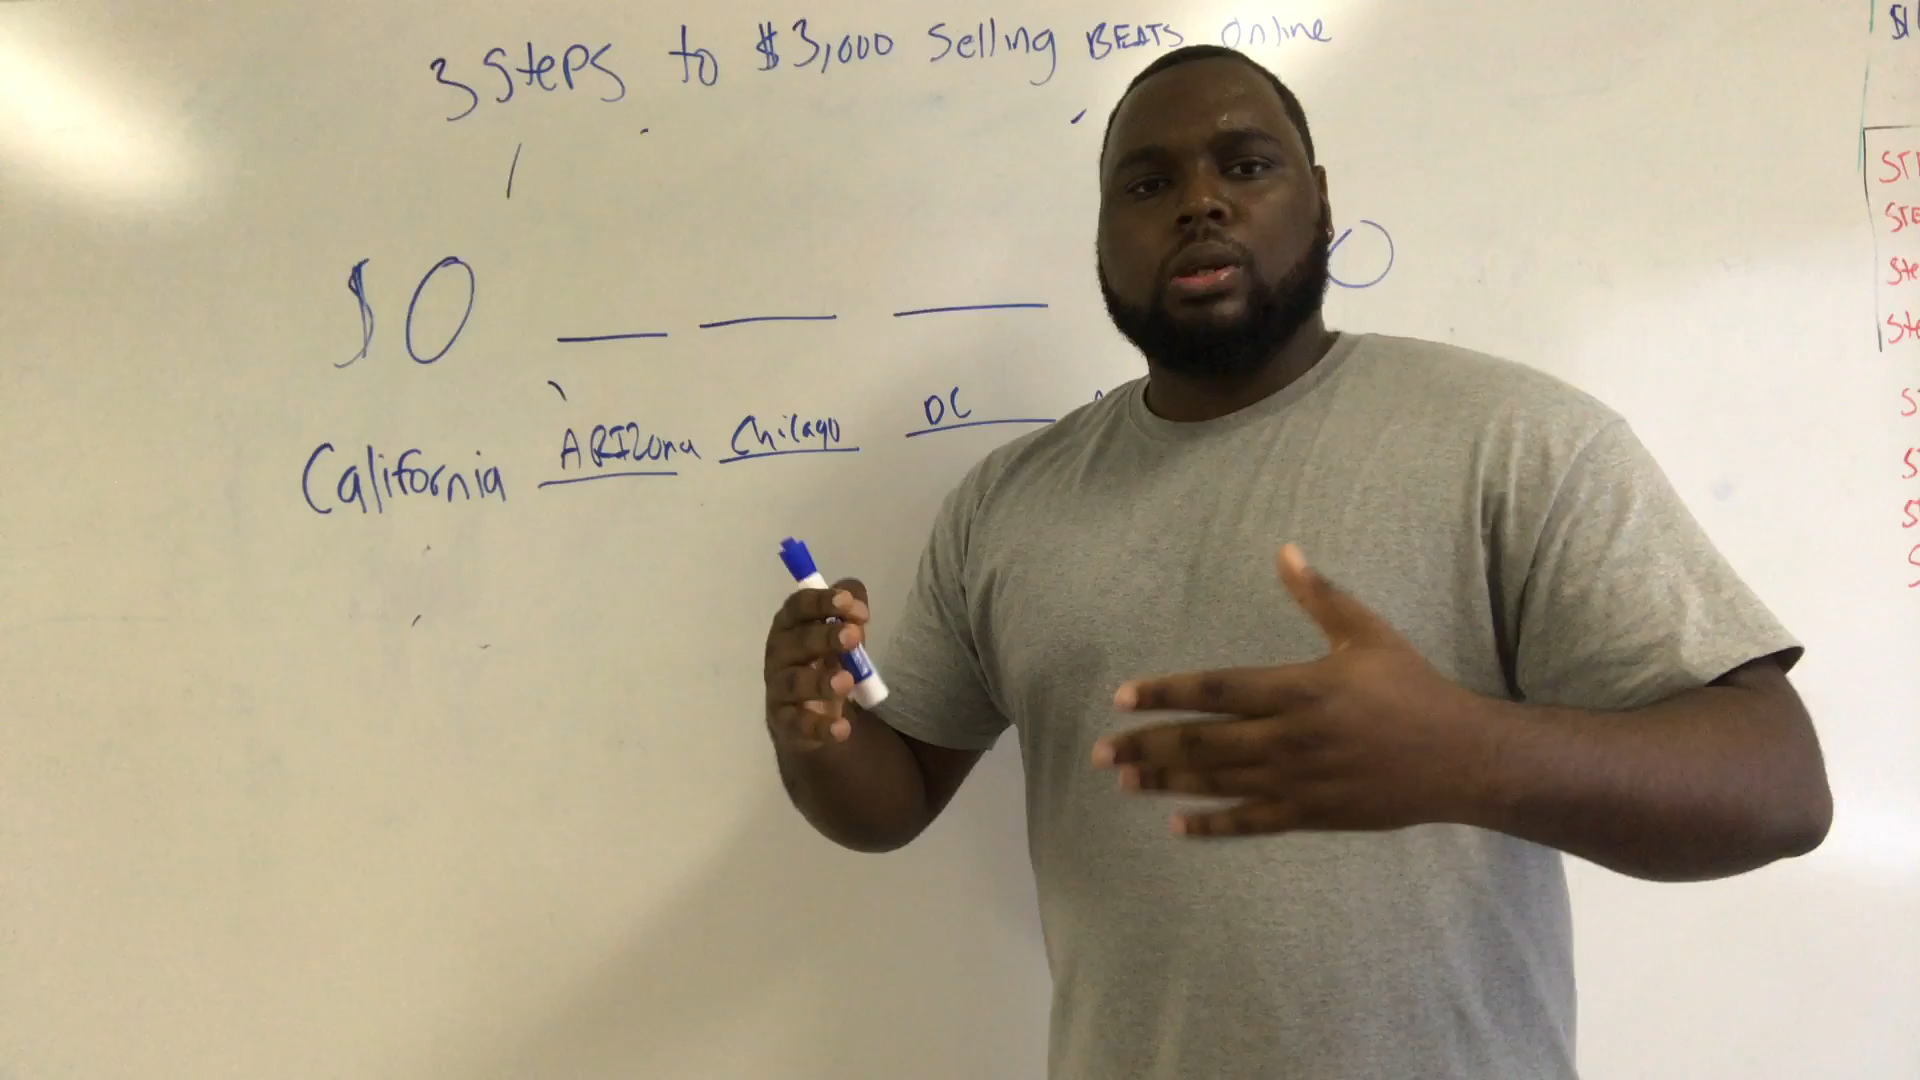 3 Steps to $3,000 Selling BEATS Online
$0
California ARIZona Chicago DC